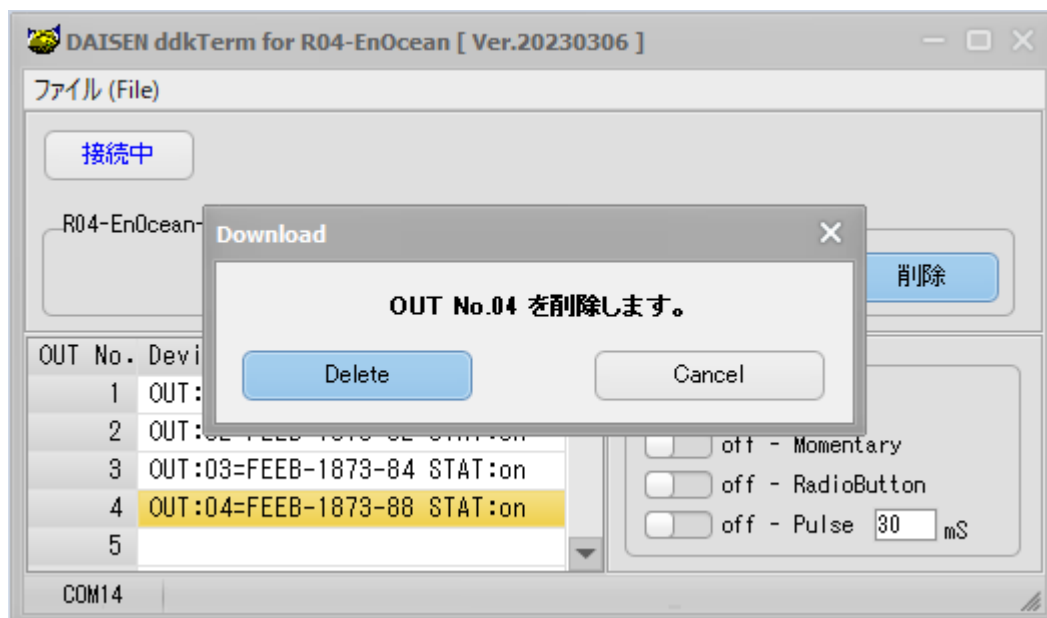 DAISEN ddkTerm for R04-EnOcean [ Ver.20230306 ]
ファイル (File)
接続中
R04-EnOcean-
Download
OUT No.04 を削除します。
Delete
Cancel
削除
OUT No. Devi
1 OUT:
2 OUT:
3 OUT:03=FEEB-1873-84 STAT:on
4 OUT:04=FEEB-1873-88 STAT:on
5
off - Momentary
off - RadioButton
off - Pulse 30 mS
COM14